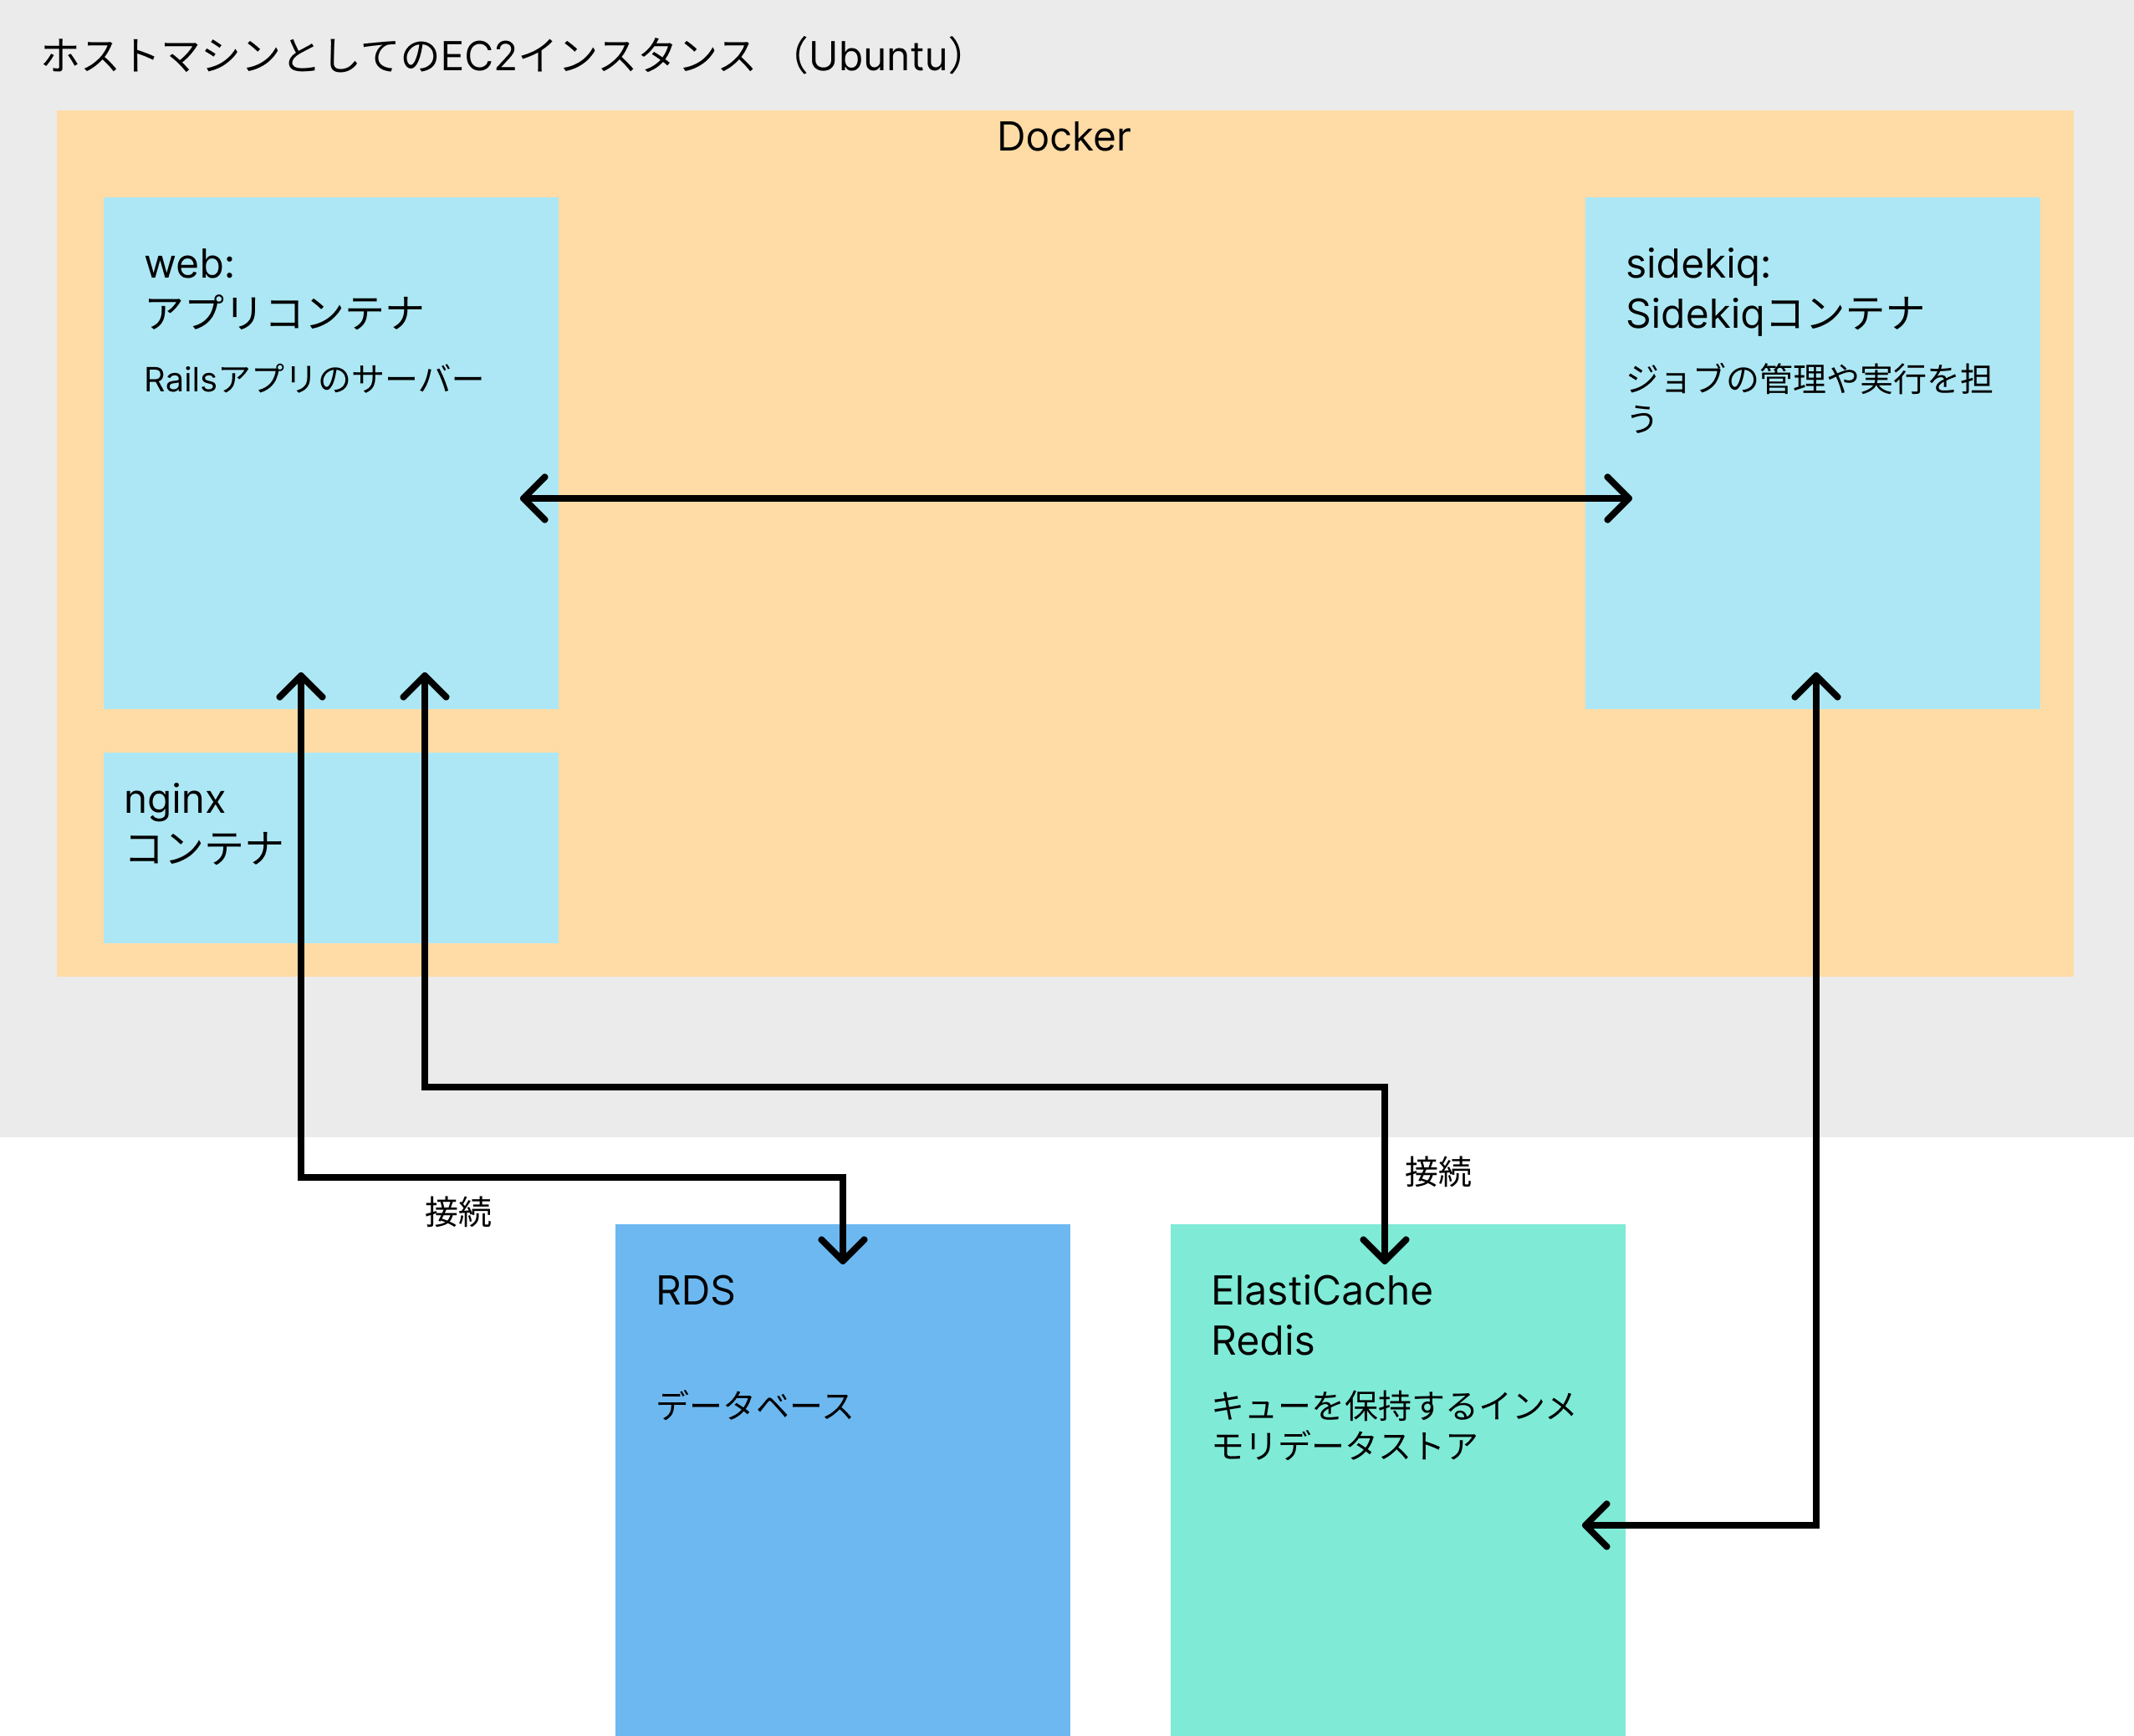 ホストマシンとしてのEC2インスタンス （Ubuntu）
Docker
web:
アプリコンテナ
Railsアプリのサーバー
sidekiq:
Sidekiqコンテナ
ジョブの管理や実行を担
う
nginx
コンテナ
接続
接続
RDS
データベース
ElastiCache
Redis
キューを保持するインメ
モリデータストア